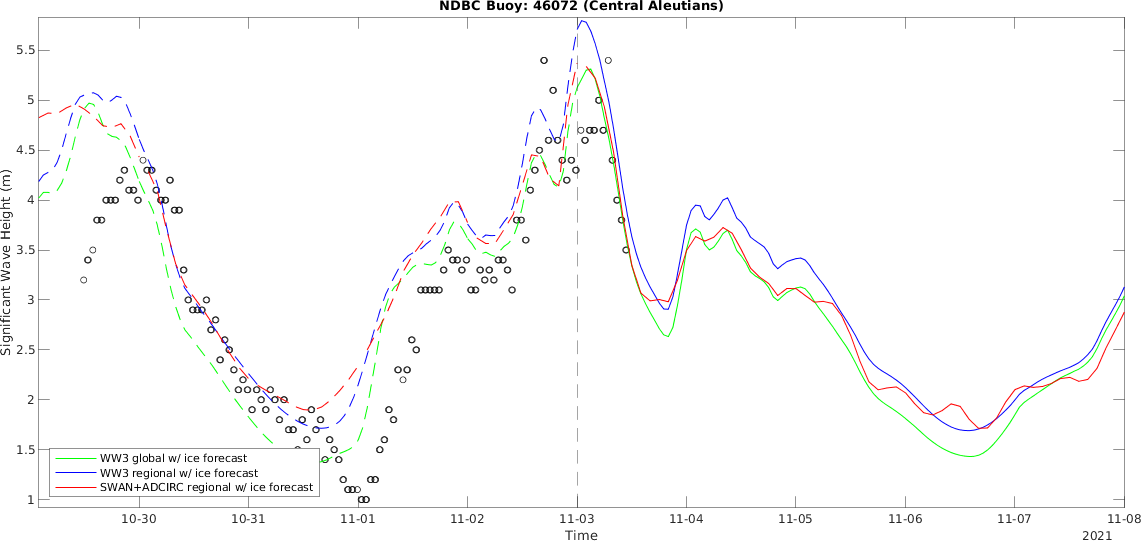 NDBC Buoy: 46072 (Central Aleutians)
Significant Wave Height (m)
5.5
5
4.5
4
3.5
3
2.5
2
1.5
1
WW3 global w/ ice forecast
WW3 regional w/ ice forecast
SWAN+ADCIRC regional w/ ice forecast
10-30 10-31 11-01 11-02 11-03 11-04 11-05 11-06 11-07 11-08
Time 2021